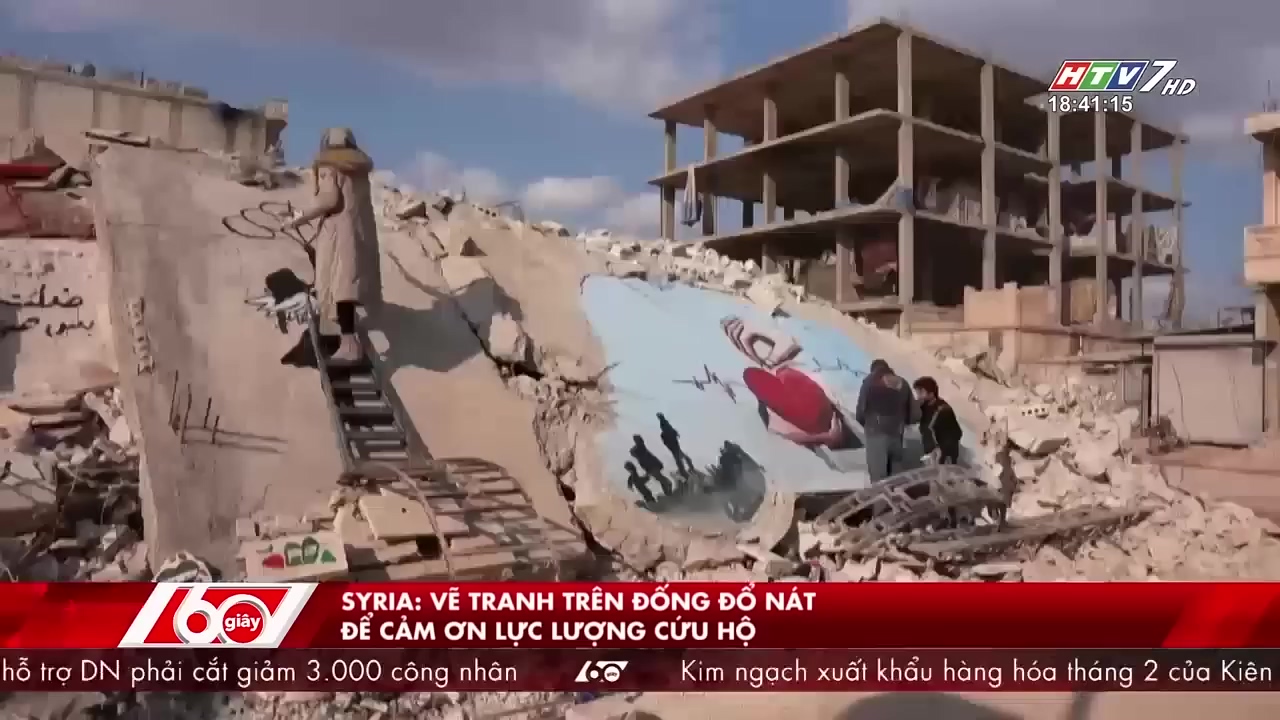 HTV7 HD
18:41:15
60 giây
SYRIA: VẼ TRANH TRÊN ĐỐNG ĐỔ NÁT
ĐỂ CẢM ƠN LỰC LƯỢNG CỨU HỘ
hỗ trợ DN phải cắt giảm 3.000 công nhân 60 giây Kim ngạch xuất khẩu hàng hóa tháng 2 của Kiên